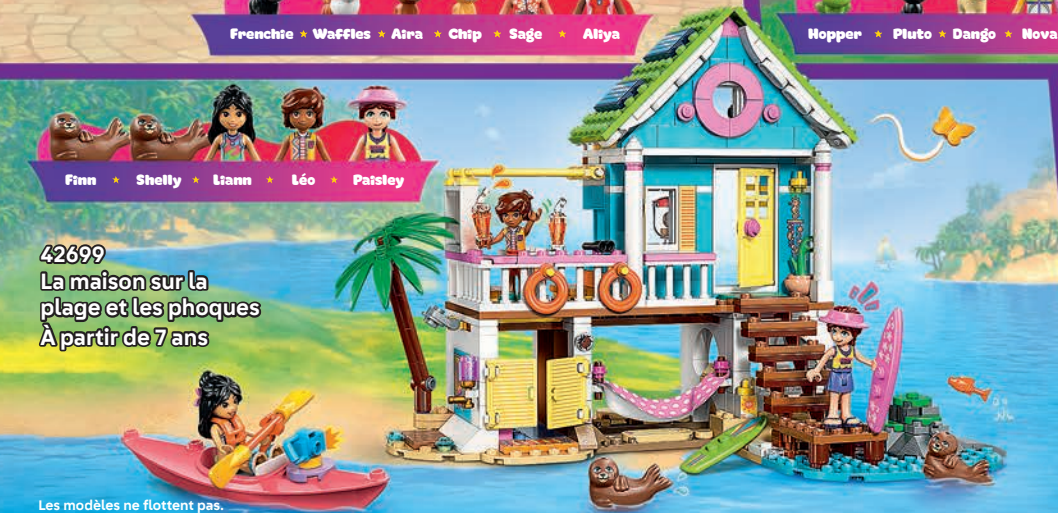 Frenchie ★ Waffles ★ Aira ★ Chip ★ Sage ★ Aliya
Hopper ★ Pluto ★ Dango ★ Nova
Finn ★ Shelly ★ Liann ★ Léo ★ Paisley
42699
La maison sur la
plage et les phoques
À partir de 7 ans
Les modèles ne flottent pas.